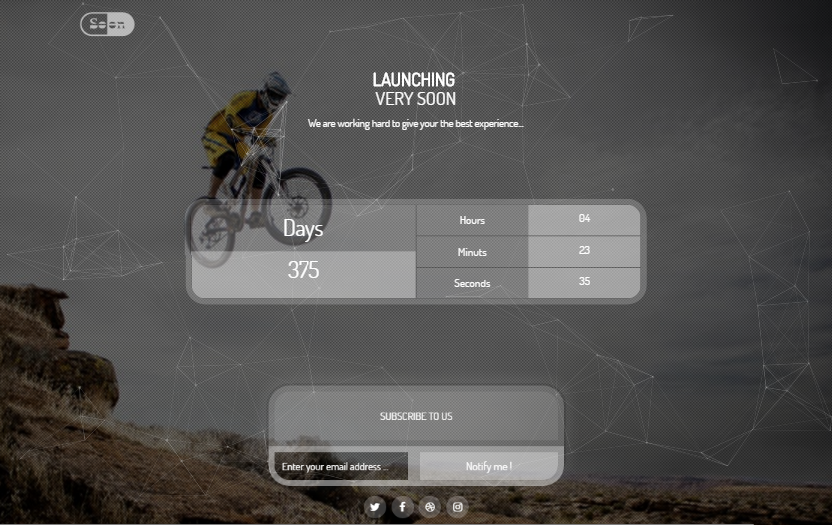 Soon
LAUNCHING
VERY SOON
We are working hard to give your the best experience...
Days
375
Hours
04
Minuts
23
Seconds
35
SUBSCRIBE TO US
Enter your email address ...
Notify me !